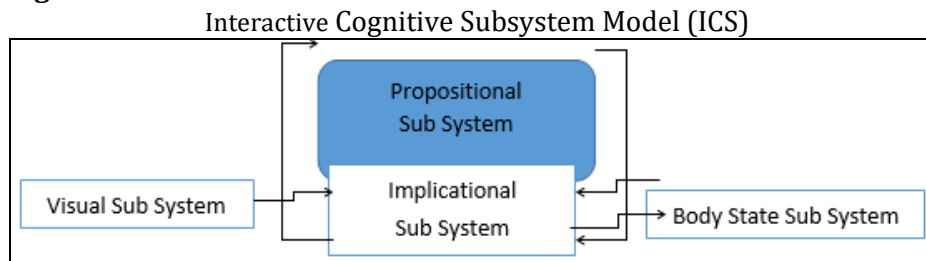 Interactive Cognitive Subsystem Model (ICS)
Propositional
Sub System
Visual Sub System
Implicational
Sub System
Body State Sub System